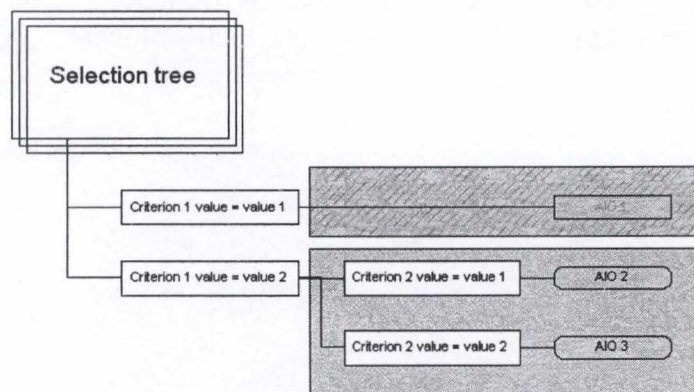 Selection tree
Criterion 1 value = value 1
AIO 1
Criterion 1 value = value 2
Criterion 2 value = value 1
AIO 2
Criterion 2 value = value 2
AIO 3